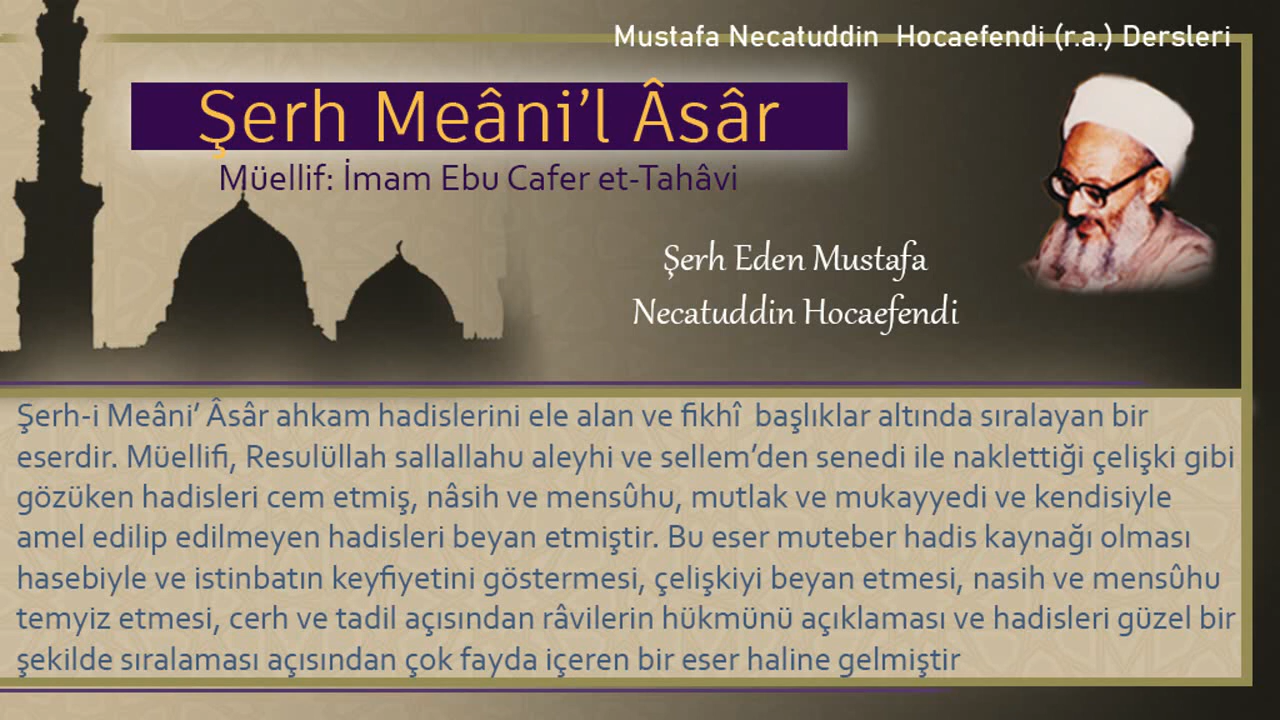 Mustafa Necatuddin Hocaefendi (r.a.) Dersleri
Şerh Meâni’l Âsâr
Müellif: İmam Ebu Cafer et-Tahâvi
Şerh Eden Mustafa
Necatuddin Hocaefendi
Şerh-i Meâni’ Âsâr ahkam hadislerini ele alan ve fikhî başlıklar altında sıralayan bir
eserdir. Müellifi, Resulüllah sallallahu aleyhi ve sellem’den senedi ile naklettiği çelişki gibi
gözüken hadisleri cem etmiş, nâsih ve mensûhu, mutlak ve mukayyedi ve kendisiyle
amel edilip edilmeyen hadisleri beyan etmiştir. Bu eser muteber hadis kaynağı olması
hasebiyle ve istinbatın keyfiyetini göstermesi, çelişkiyi beyan etmesi, nasih ve mensûhu
temyiz etmesi, cerh ve tadil açısından râvilerin hükmünü açıklaması ve hadisleri güzel bir
şekilde sıralaması açısından çok fayda içeren bir eser haline gelmiştir